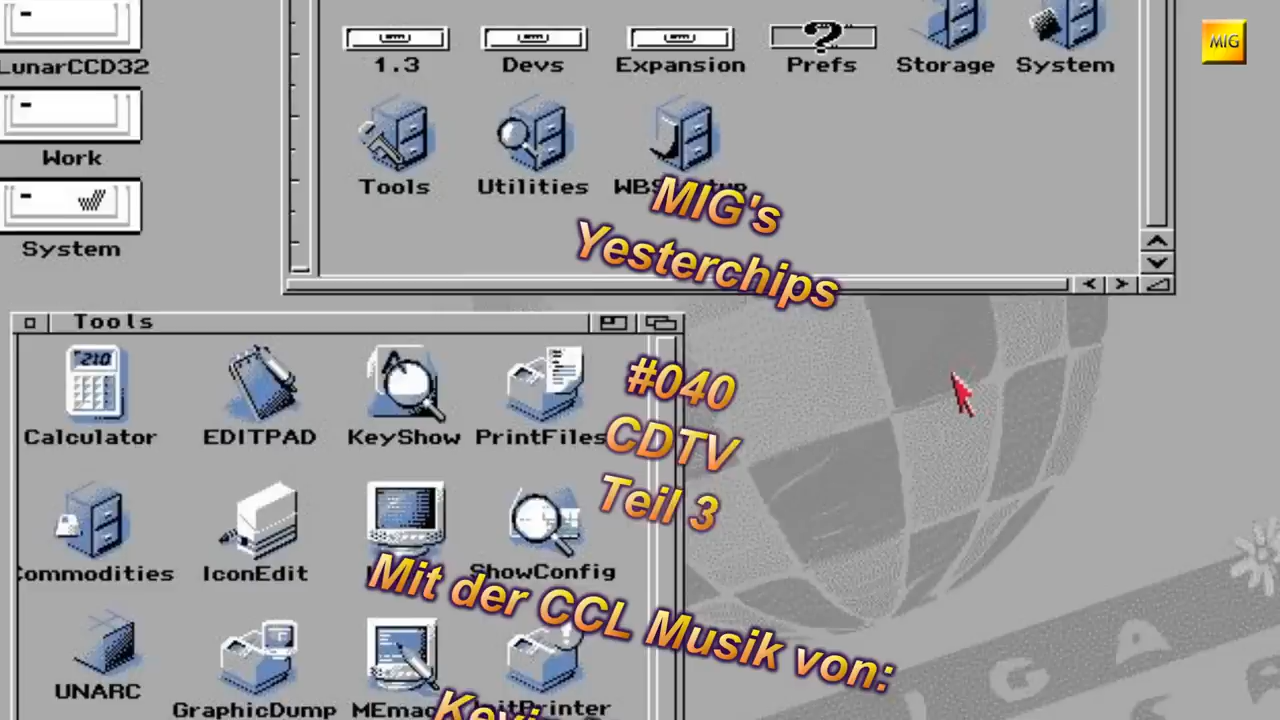 LunarCCD32
Work
System
1.3 Devs Expansion Prefs Storage System
Tools Utilities
MIG
MIG's
Yesterchips
#040
CDTV
Teil 3
Mit der CCL Musik von:
Tools
210
Calculator EDITPAD KeyShow PrintFiles
Commodities IconEdit ShowConfig
UNARC GraphicDump